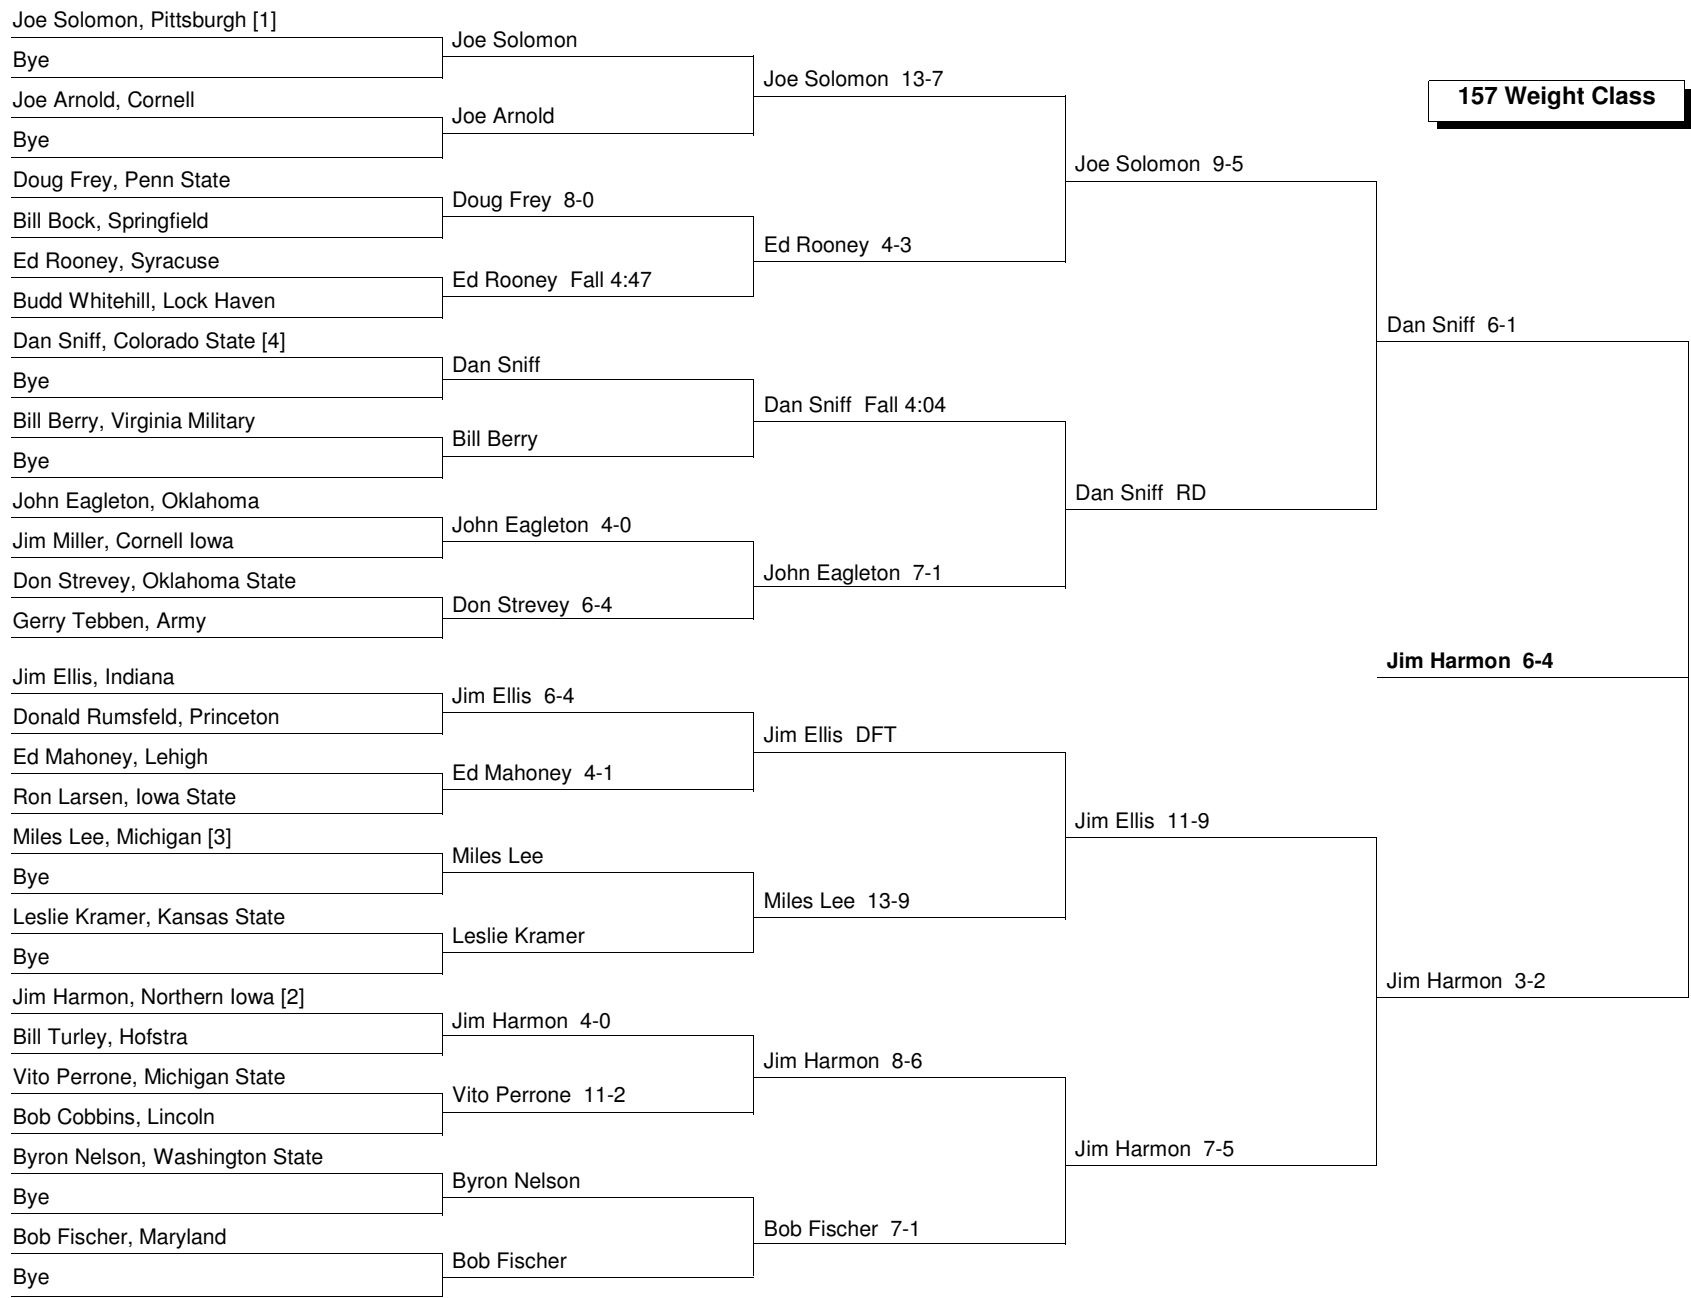 Joe Solomon, Pittsburgh [1]
Bye
Joe Arnold, Cornell
Bye
Doug Frey, Penn State
Bill Bock, Springfield
Ed Rooney, Syracuse
Budd Whitehill, Lock Haven
Dan Sniff, Colorado State [4]
Bye
Bill Berry, Virginia Military
Bye
John Eagleton, Oklahoma
Jim Miller, Cornell Iowa
Don Strevey, Oklahoma State
Gerry Tebben, Army
Jim Ellis, Indiana
Donald Rumsfeld, Princeton
Ed Mahoney, Lehigh
Ron Larsen, Iowa State
Miles Lee, Michigan [3]
Bye
Leslie Kramer, Kansas State
Bye
Jim Harmon, Northern Iowa [2]
Bill Turley, Hofstra
Vito Perrone, Michigan State
Bob Cobbins, Lincoln
Byron Nelson, Washington State
Bye
Bob Fischer, Maryland
Bye
Joe Solomon
Joe Arnold
Doug Frey 8-0
Ed Rooney Fall 4:47
Dan Sniff
Bill Berry
John Eagleton 4-0
Don Strevey 6-4
Jim Ellis 6-4
Ed Mahoney 4-1
Miles Lee
Leslie Kramer
Jim Harmon 4-0
Vito Perrone 11-2
Byron Nelson
Bob Fischer
Joe Solomon 13-7
Ed Rooney 4-3
Dan Sniff Fall 4:04
John Eagleton 7-1
Jim Ellis DFT
Miles Lee 13-9
Jim Harmon 8-6
Bob Fischer 7-1
Joe Solomon 9-5
Dan Sniff RD
Jim Ellis 11-9
Jim Harmon 7-5
Dan Sniff 6-1
Jim Harmon 3-2
Jim Harmon 6-4
157 Weight Class